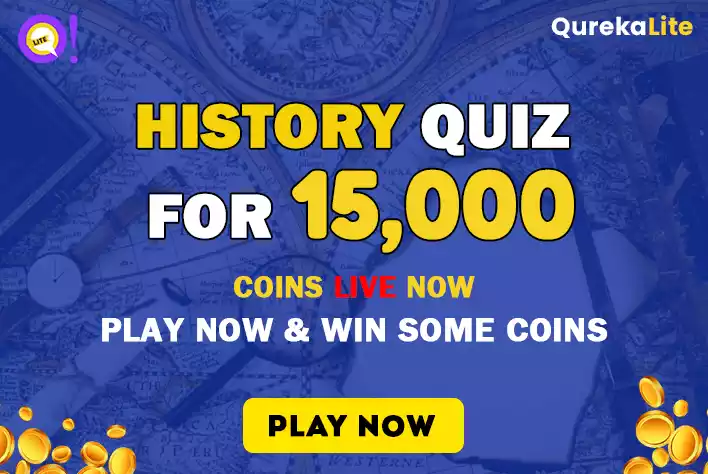 LITE
QurekaLite
HISTORY QUIZ
FOR 15,000
COINS LIVE NOW
PLAY NOW & WIN SOME COINS
PLAY NOW